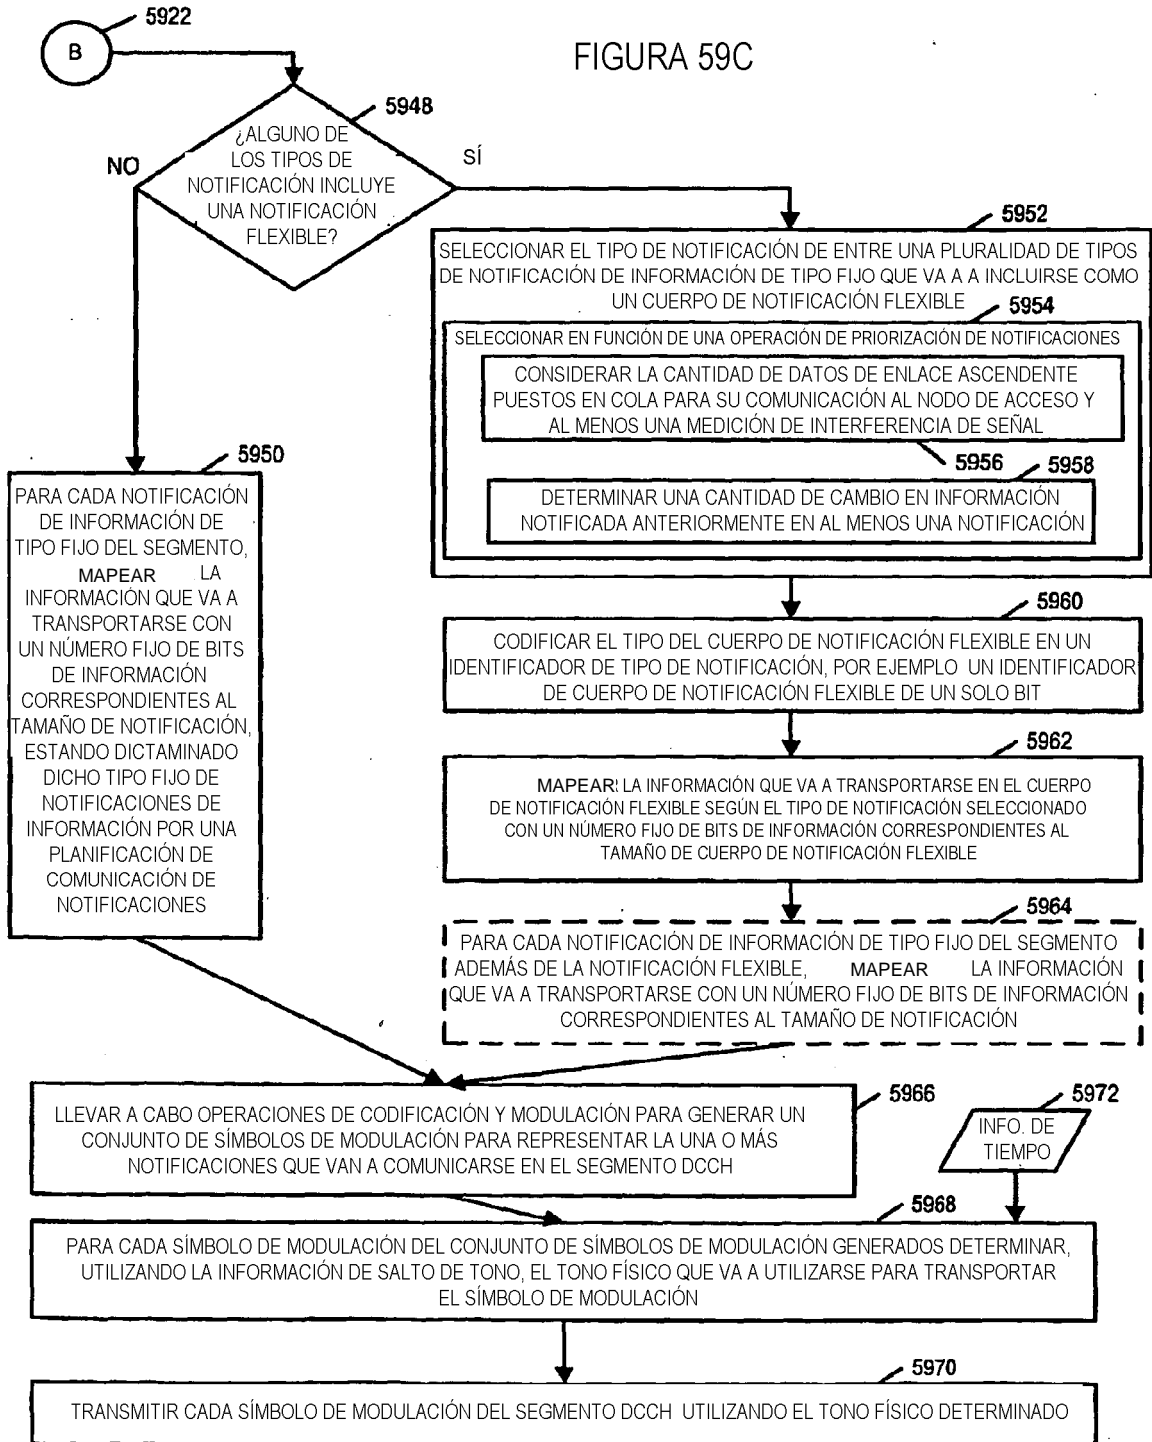 5922
B
FIGURA 59C
5948
¿ALGUNO DE
LOS TIPOS DE
NOTIFICACIÓN INCLUYE
UNA NOTIFICACIÓN
FLEXIBLE?
NO
SÍ
5952
SELECCIONAR EL TIPO DE NOTIFICACIÓN DE ENTRE UNA PLURALIDAD DE TIPOS
DE NOTIFICACIÓN DE INFORMACIÓN DE TIPO FIJO QUE VA A A INCLUIRSE COMO
UN CUERPO DE NOTIFICACIÓN FLEXIBLE
5954
SELECCIONAR EN FUNCIÓN DE UNA OPERACIÓN DE PRIORIZACIÓN DE NOTIFICACIONES
CONSIDERAR LA CANTIDAD DE DATOS DE ENLACE ASCENDENTE
PUESTOS EN COLA PARA SU COMUNICACIÓN AL NODO DE ACCESO Y
AL MENOS UNA MEDICIÓN DE INTERFERENCIA DE SEÑAL
5956
5958
DETERMINAR UNA CANTIDAD DE CAMBIO EN INFORMACIÓN
NOTIFICADA ANTERIORMENTE EN AL MENOS UNA NOTIFICACIÓN
5950
PARA CADA NOTIFICACIÓN
DE INFORMACIÓN DE
TIPO FIJO DEL SEGMENTO,
MAPEAR LA
INFORMACIÓN QUE VA A
TRANSPORTARSE CON
UN NÚMERO FIJO DE BITS
DE INFORMACIÓN
CORRESPONDIENTES AL
TAMAÑO DE NOTIFICACIÓN,
ESTANDO DICTAMINADO
DICHO TIPO FIJO DE
NOTIFICACIONES DE
INFORMACIÓN POR UNA
PLANIFICACIÓN DE
COMUNICACIÓN DE
NOTIFICACIONES
5960
CODIFICAR EL TIPO DEL CUERPO DE NOTIFICACIÓN FLEXIBLE EN UN
IDENTIFICADOR DE TIPO DE NOTIFICACIÓN, POR EJEMPLO UN IDENTIFICADOR
DE CUERPO DE NOTIFICACIÓN FLEXIBLE DE UN SOLO BIT
5962
MAPEAR LA INFORMACIÓN QUE VA A TRANSPORTARSE EN EL CUERPO
DE NOTIFICACIÓN FLEXIBLE SEGÚN EL TIPO DE NOTIFICACIÓN SELECCIONADO
CON UN NÚMERO FIJO DE BITS DE INFORMACIÓN CORRESPONDIENTES AL
TAMAÑO DE CUERPO DE NOTIFICACIÓN FLEXIBLE
5964
PARA CADA NOTIFICACIÓN DE INFORMACIÓN DE TIPO FIJO DEL SEGMENTO
ADEMÁS DE LA NOTIFICACIÓN FLEXIBLE, MAPEAR LA INFORMACIÓN
QUE VA A TRANSPORTARSE CON UN NÚMERO FIJO DE BITS DE INFORMACIÓN
CORRESPONDIENTES AL TAMAÑO DE NOTIFICACIÓN
5966
LLEVAR A CABO OPERACIONES DE CODIFICACIÓN Y MODULACIÓN PARA GENERAR UN
CONJUNTO DE SÍMBOLOS DE MODULACIÓN PARA REPRESENTAR LA UNA O MÁS
NOTIFICACIONES QUE VAN A COMUNICARSE EN EL SEGMENTO DCCH
5972
INFO. DE
TIEMPO
5968
PARA CADA SÍMBOLO DE MODULACIÓN DEL CONJUNTO DE SÍMBOLOS DE MODULACIÓN GENERADOS DETERMINAR,
UTILIZANDO LA INFORMACIÓN DE SALTO DE TONO, EL TONO FÍSICO QUE VA A UTILIZARSE PARA TRANSPORTAR
EL SÍMBOLO DE MODULACIÓN
5970
TRANSMITIR CADA SÍMBOLO DE MODULACIÓN DEL SEGMENTO DCCH UTILIZANDO EL TONO FÍSICO DETERMINADO